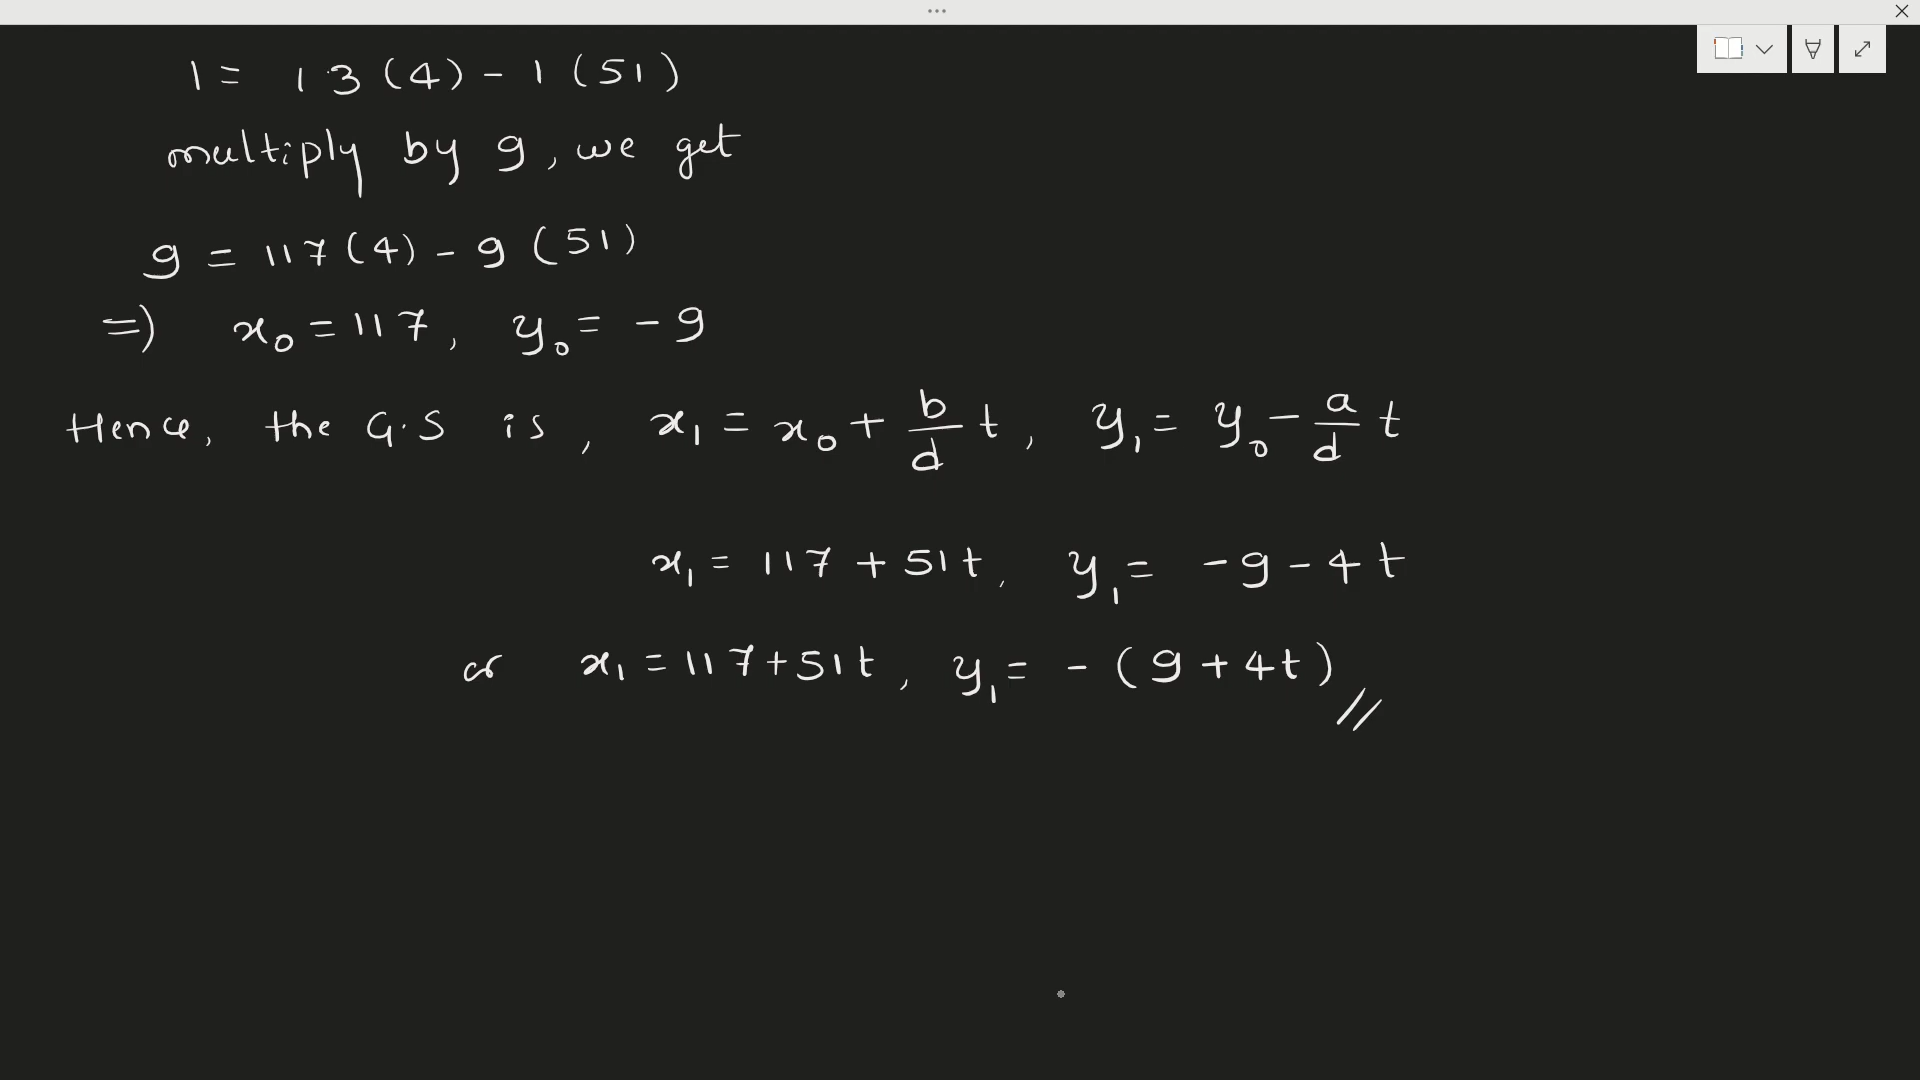 1 = 13 (4) - 1 (51)
multiply by 9, we get
9 = 117 (4) - 9 (51)
=> x₀ = 117, y₀ = -9
Hence, the G.S is, x₁ = x₀ + b/d t, y₁ = y₀ - a/d t
x₁ = 117 + 51t, y₁ = -9 - 4t
or x₁ = 117 + 51t, y₁ = -(9 + 4t) //